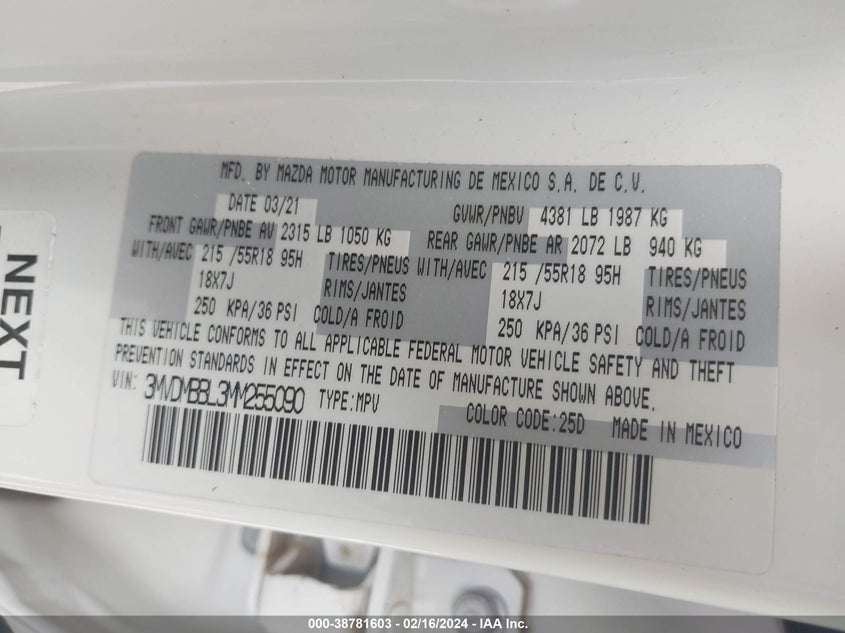 MFD. BY MAZDA MOTOR MANUFACTURING DE MEXICO S.A. DE C.V.
DATE 03/21 GVWR/PNBV 4381 LB 1987 KG
FRONT GAWR/PNBE AV 2315 LB 1050 KG REAR GAWR/PNBE AR 2072 LB 940 KG
WITH/AVEC 215 /55R18 95H TIRES/PNEUS WITH/AVEC 215 /55R18 95H TIRES/PNEUS
18X7J RIMS/JANTES 18X7J RIMS/JANTES
250 KPA/36 PSI COLD/A FROID 250 KPA/36 PSI COLD/A FROID
THIS VEHICLE CONFORMS TO ALL APPLICABLE FEDERAL MOTOR VEHICLE SAFETY AND THEFT
PREVENTION STANDARDS IN EFFECT ON THE DATE OF MANUFACTURE SHOWN ABOVE.
VIN: 3MVDMBBL3MM255090 TYPE:MPV
COLOR CODE:25D MADE IN MEXICO
NEXT
000-38781603 - 02/16/2024 - IAA Inc.